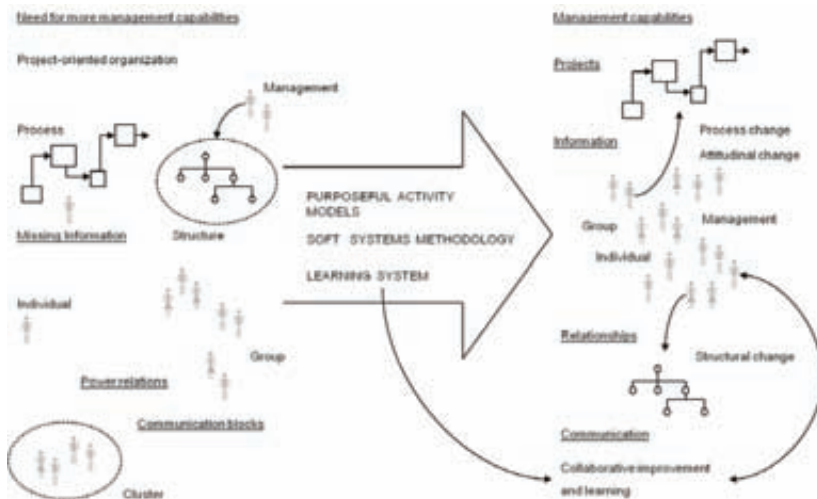 Need for more management capabilities
Project-oriented organization
Management
Process
Missing Information
Structure
Individual
Group
Power relations
Communication blocks
Cluster
PURPOSEFUL ACTIVITY
MODELS
SOFT SYSTEMS METHODOLOGY
LEARNING SYSTEM
Management capabilities
Projects
Information
Process change
Attitudinal change
Group
Management
Individual
Relationships
Structural change
Communication
Collaborative improvement
and learning